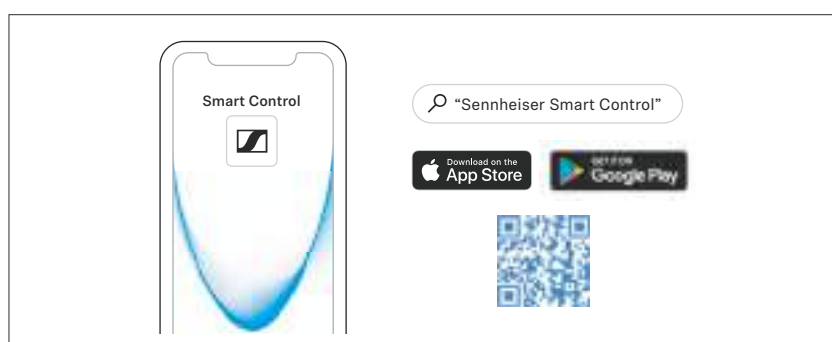 Smart Control
“Sennheiser Smart Control”
Download on the
App Store
GET IT ON
Google Play